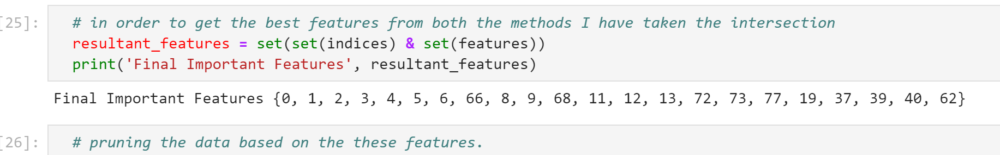 [25]:
# in order to get the best features from both the methods I have taken the intersection
resultant_features = set(set(indices) & set(features))
print('Final Important Features', resultant_features)
Final Important Features {0, 1, 2, 3, 4, 5, 6, 66, 8, 9, 68, 11, 12, 13, 72, 73, 77, 19, 37, 39, 40, 62}
[26]:
# pruning the data based on the these features.